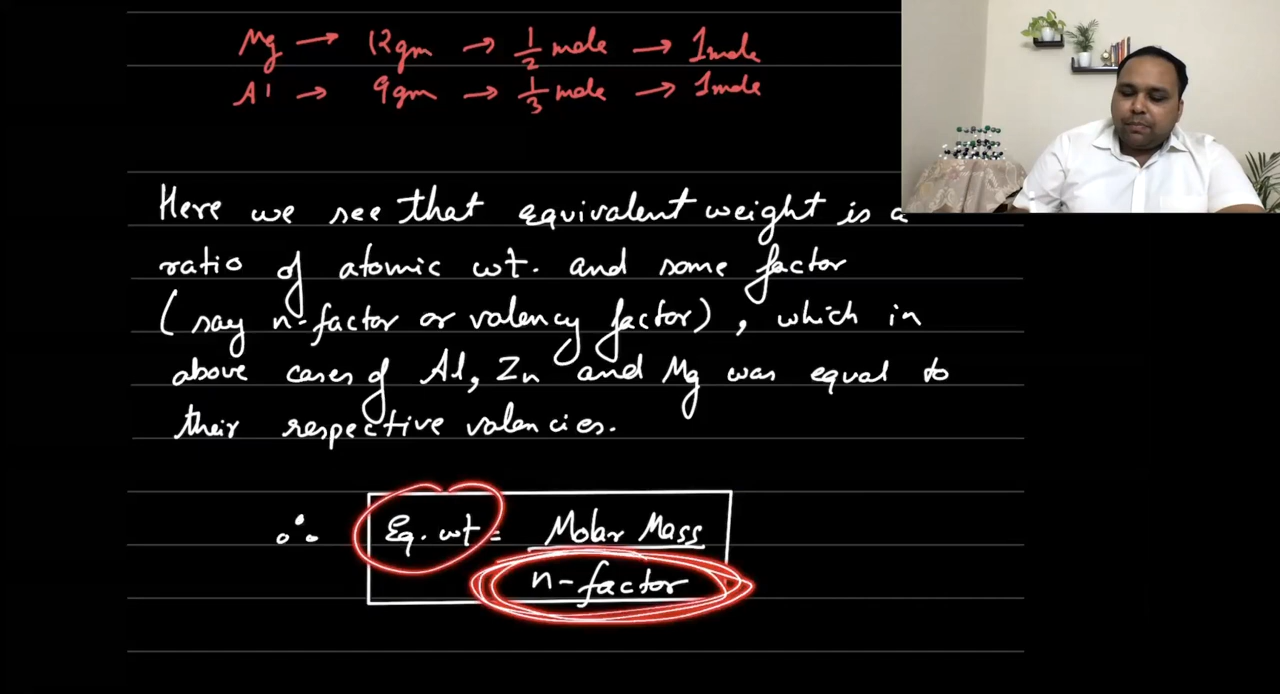 Mg → 12gm → 1/2 mole → 1mole
Al → 9gm → 1/3 mole → 1mole
Here we see that equivalent weight is a
ratio of atomic wt. and some factor
(say n-factor or valency factor), which in
above cases of Al, Zn and Mg was equal to
their respective valencies.
∴ Eq. wt = Molar Mass
n-factor